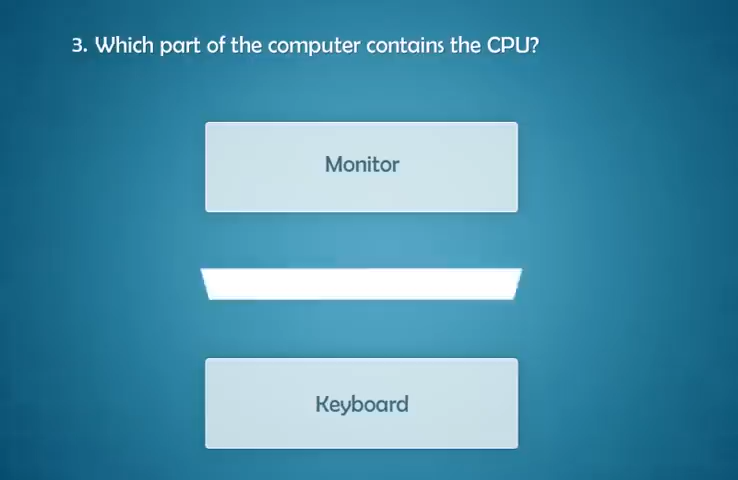 3. Which part of the computer contains the CPU?
Monitor
Keyboard